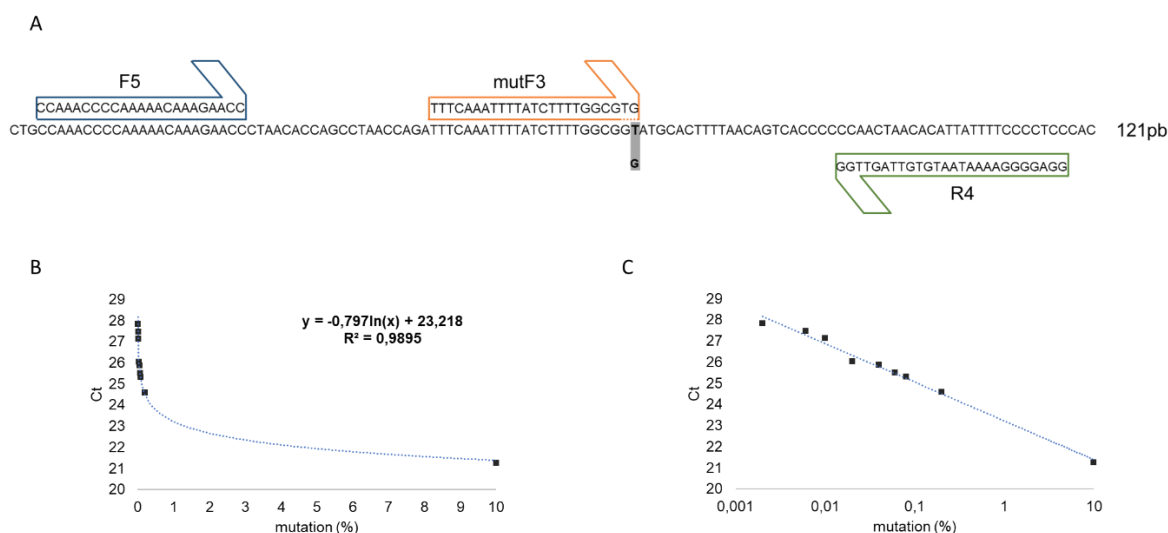 A
F5
mutF3
CCAAACCCCAAAAACAAAGAACC
TTTCAAATTTTATCTTTTGGCGTG
CTGCCAAACCCCAAAAACAAAGAACCCTAACACCAGCCTAACCAGATTTCAAATTTTATCTTTTGGCGGTATGCACTTTTAACAGTCACCCCCCAACTAACACATTATTTTCCCCTCCCAC
121pb
G
GGTTGATTGTGTAATAAAAGGGGAGG
R4
B
29
28
27
26
25
24
23
22
21
20
Ct
y = -0,797ln(x) + 23,218
R² = 0,9895
0 1 2 3 4 5 6 7 8 9 10
mutation (%)
C
29
28
27
26
25
24
23
22
21
20
Ct
0,001 0,01 0,1 1 10
mutation (%)